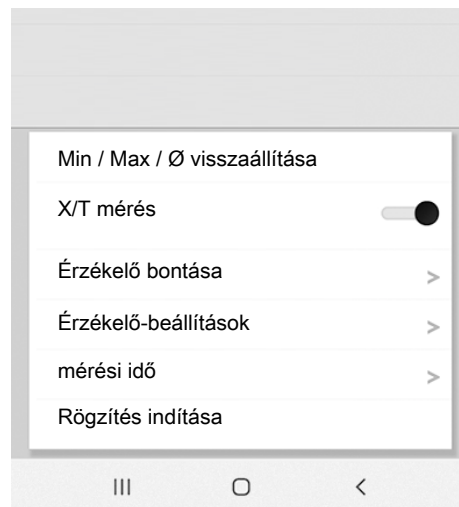 Min / Max / Ø visszaállítása
X/T mérés
Érzékelő bontása
Érzékelő-beállítások
mérési idő
Rögzítés indítása